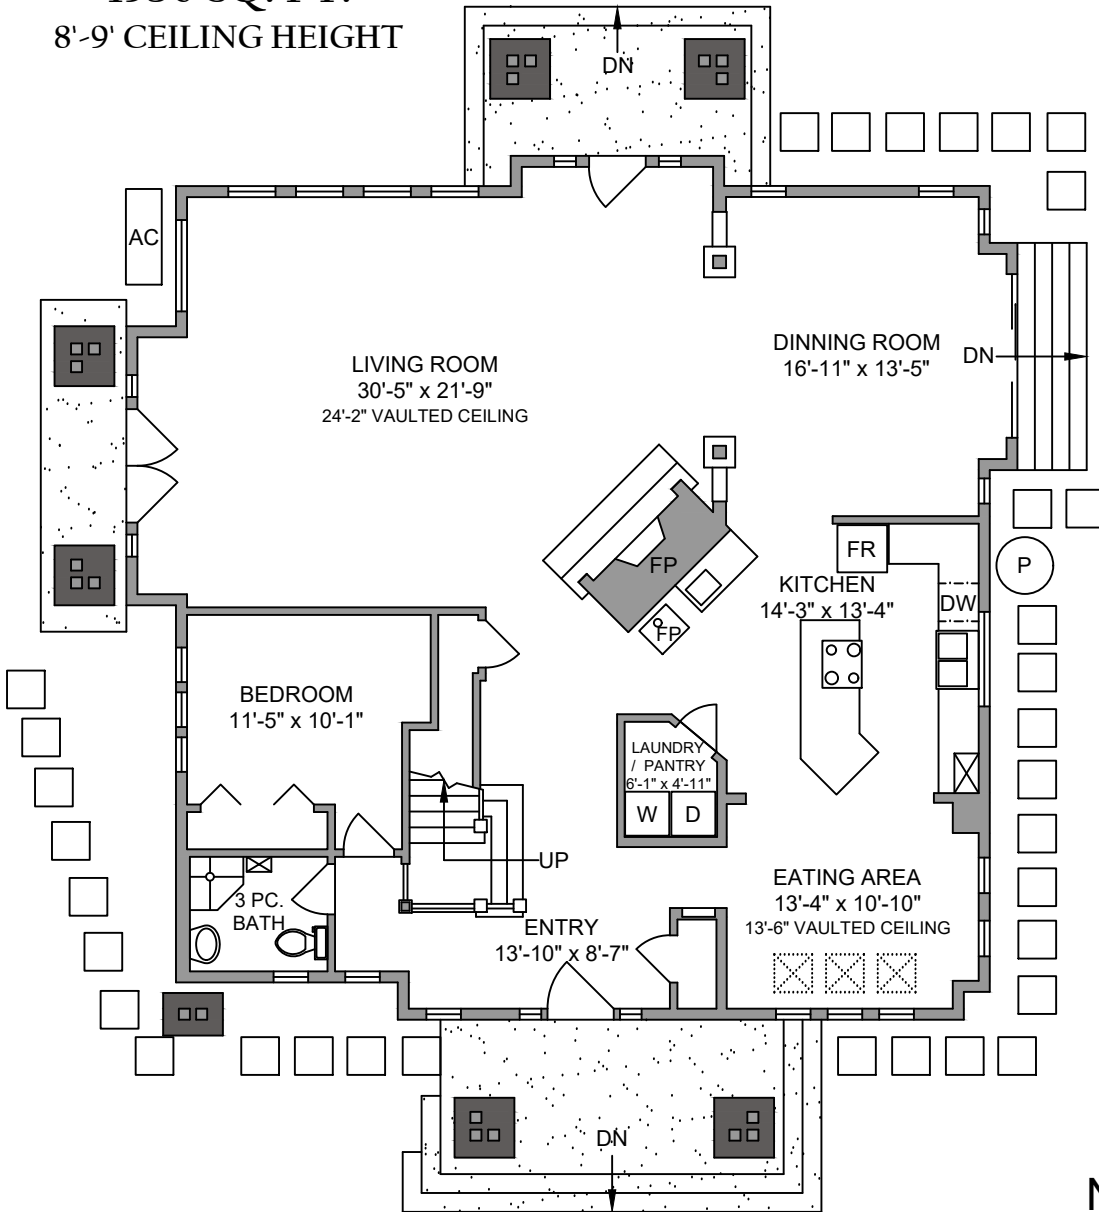 8'-9' CEILING HEIGHT
DN
AC
LIVING ROOM
30'-5" x 21'-9"
24'-2" VAULTED CEILING
DINNING ROOM
16'-11" x 13'-5"
DN
FP
FP
FR
KITCHEN
14'-3" x 13'-4"
DW
P
BEDROOM
11'-5" x 10'-1"
LAUNDRY
/ PANTRY
6'-1" x 4'-11"
W
D
UP
3 PC.
BATH
ENTRY
13'-10" x 8'-7"
EATING AREA
13'-4" x 10'-10"
13'-6" VAULTED CEILING
DN